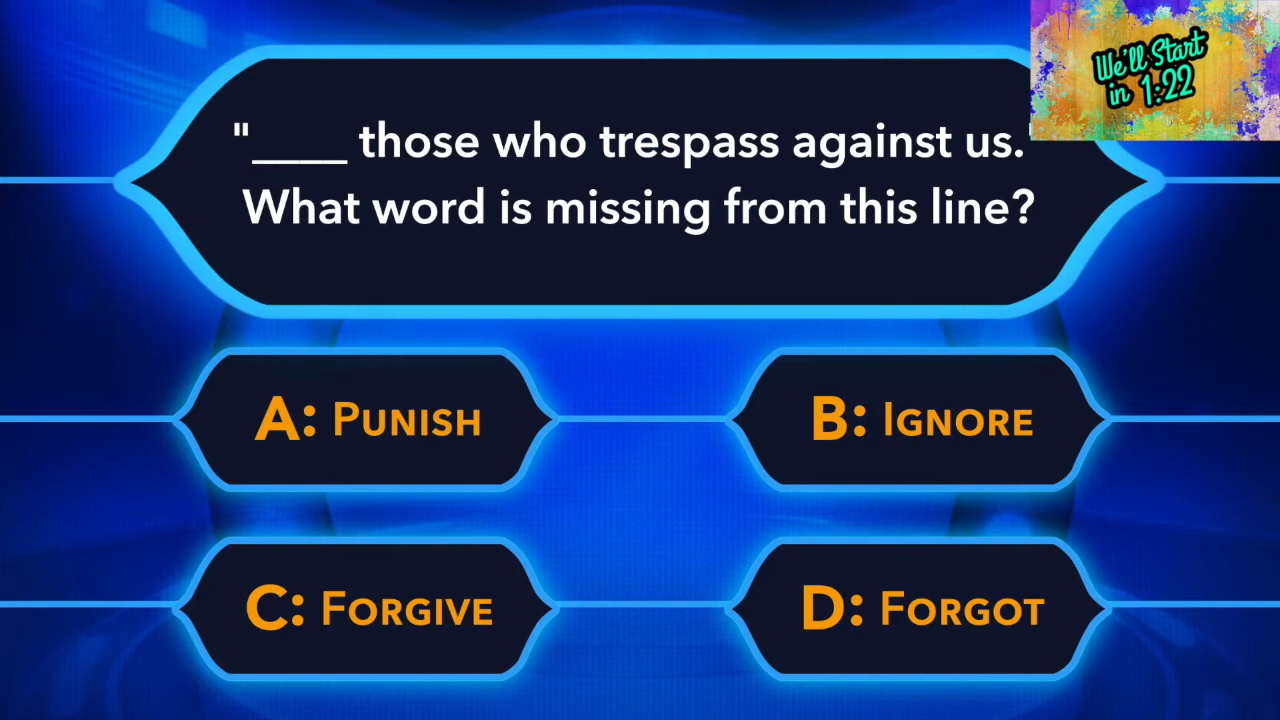 "____ those who trespass against us."
What word is missing from this line?
We'll Start
in 1:22
A: Punish
B: Ignore
C: Forgive
D: Forgot